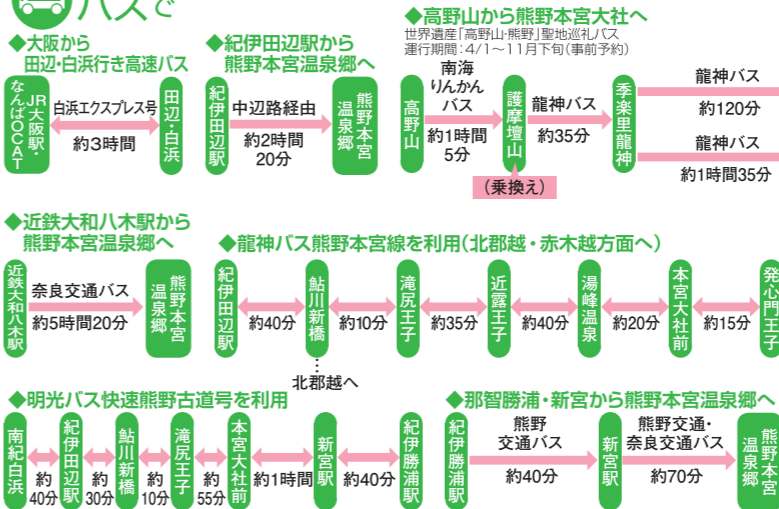 バスで
◆大阪から
田辺・白浜行き高速バス
JR大阪駅・
なんばOCAT
白浜エクスプレス号
約3時間
田辺・白浜
◆紀伊田辺駅から
熊野本宮温泉郷へ
紀伊田辺駅
中辺路経由
約2時間
20分
熊野本宮
温泉郷
◆高野山から熊野本宮大社へ
世界遺産「高野山・熊野」聖地巡礼バス
運行期間：4/1～11月下旬（事前予約）
高野山
南海
りんかん
バス
約1時間
5分
護摩壇山
（乗換え）
龍神バス
約35分
季楽里龍神
龍神バス
約120分
龍神バス
約1時間35分
◆近鉄大和八木駅から
熊野本宮温泉郷へ
近鉄大和八木駅
奈良交通バス
約5時間20分
熊野本宮
温泉郷
◆龍神バス熊野本宮線を利用（北郡越・赤木越方面へ）
紀伊田辺駅
約40分
鮎川新橋
北郡越へ
約10分
滝尻王子
約35分
近露王子
約40分
湯峰温泉
約20分
本宮大社前
約15分
発心門王子
◆明光バス快速熊野古道号を利用
南紀白浜
約
40分
紀伊田辺駅
約
30分
鮎川新橋
約
10分
滝尻王子
約
55分
本宮大社前
約1時間
新宮駅
約40分
紀伊勝浦駅
◆那智勝浦・新宮から熊野本宮温泉郷へ
紀伊勝浦駅
熊野
交通バス
約40分
新宮駅
熊野交通・
奈良交通バス
約70分
熊野本宮
温泉郷